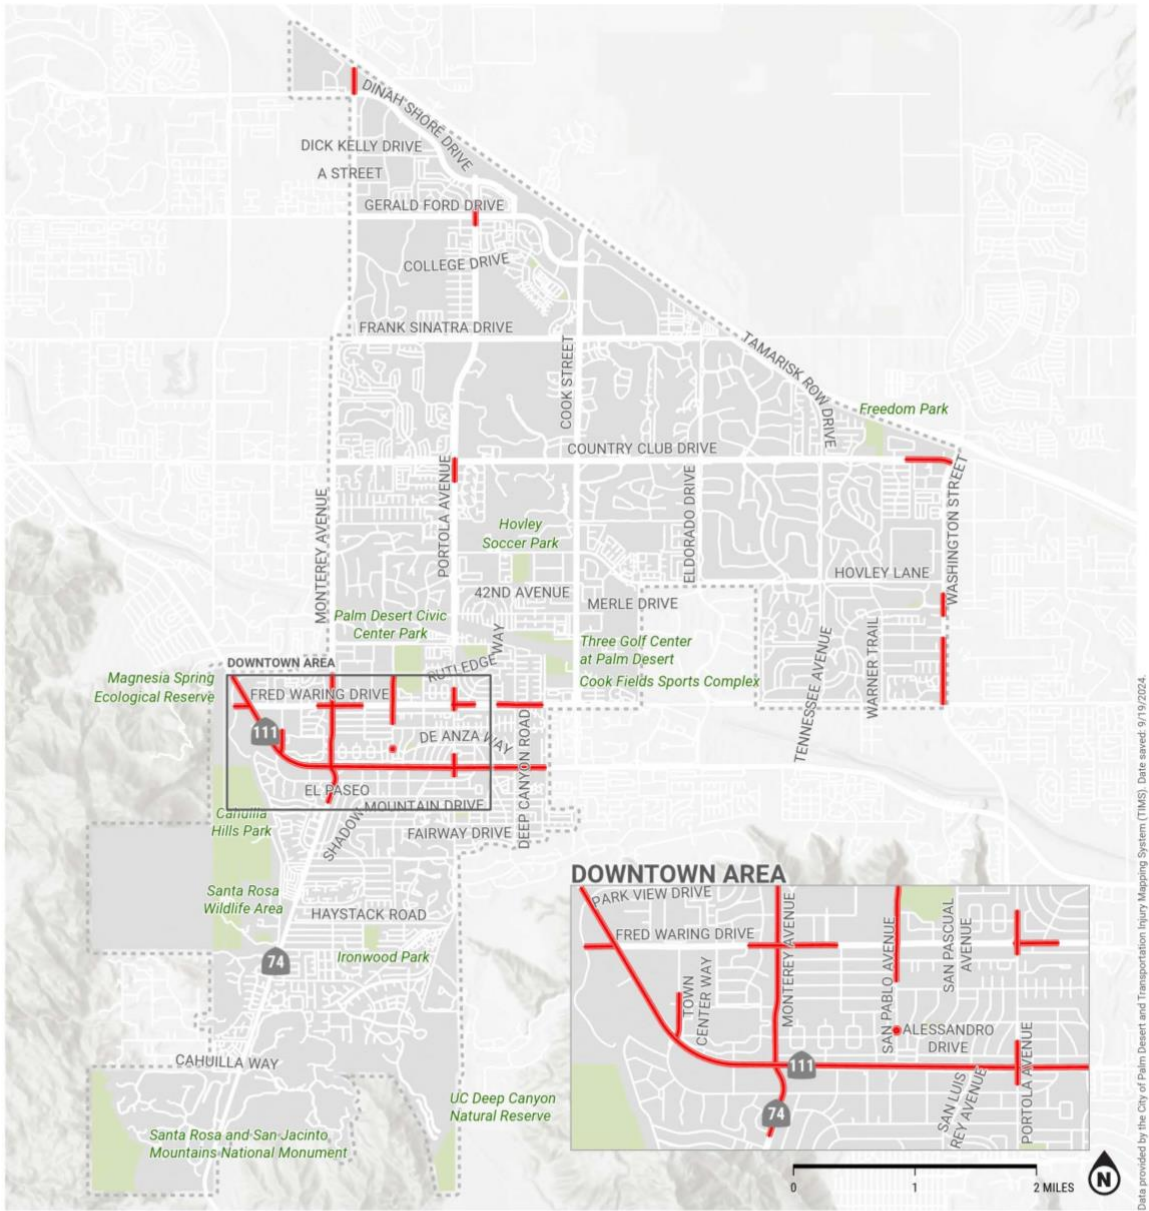 DINAH SHORE DRIVE
DICK KELLY DRIVE
A STREET
GERALD FORD DRIVE
COLLEGE DRIVE
FRANK SINATRA DRIVE
COOK STREET
TAMARISK ROW DRIVE
Freedom Park
COUNTRY CLUB DRIVE
MONTEREY AVENUE
PORTOLA AVENUE
ELDORADO DRIVE
WASHINGTON STREET
Hovley
Soccer Park
HOVLEY LANE
42ND AVENUE
MERLE DRIVE
Palm Desert Civic
Center Park
RUTLEDGE WAY
Three Golf Center
at Palm Desert
Cook Fields Sports Complex
TENNESSEE AVENUE
WARNER TRAIL
Magnesia Spring
Ecological Reserve
DOWNTOWN AREA
FRED WARING DRIVE
111
DE ANZA WAY
DEEP CANYON ROAD
EL PASEO
SHADOW MOUNTAIN DRIVE
Cahuilla
Hills Park
FAIRWAY DRIVE
Santa Rosa
Wildlife Area
HAYSTACK ROAD
Ironwood Park
74
CAHUILLA WAY
UC Deep Canyon
Natural Reserve
Santa Rosa and San Jacinto
Mountains National Monument
DOWNTOWN AREA
PARK VIEW DRIVE
FRED WARING DRIVE
TOWN
CENTER WAY
MONTEREY AVENUE
SAN PABLO AVENUE
SAN PASCUAL
AVENUE
ALESSANDRO
DRIVE
111
74
SAN LUIS
REY AVENUE
PORTOLA AVENUE
0 1 2 MILES
N
Data provided by the City of Palm Desert and Transportation Injury Mapping System (TIMS). Date saved: 9/19/2024.